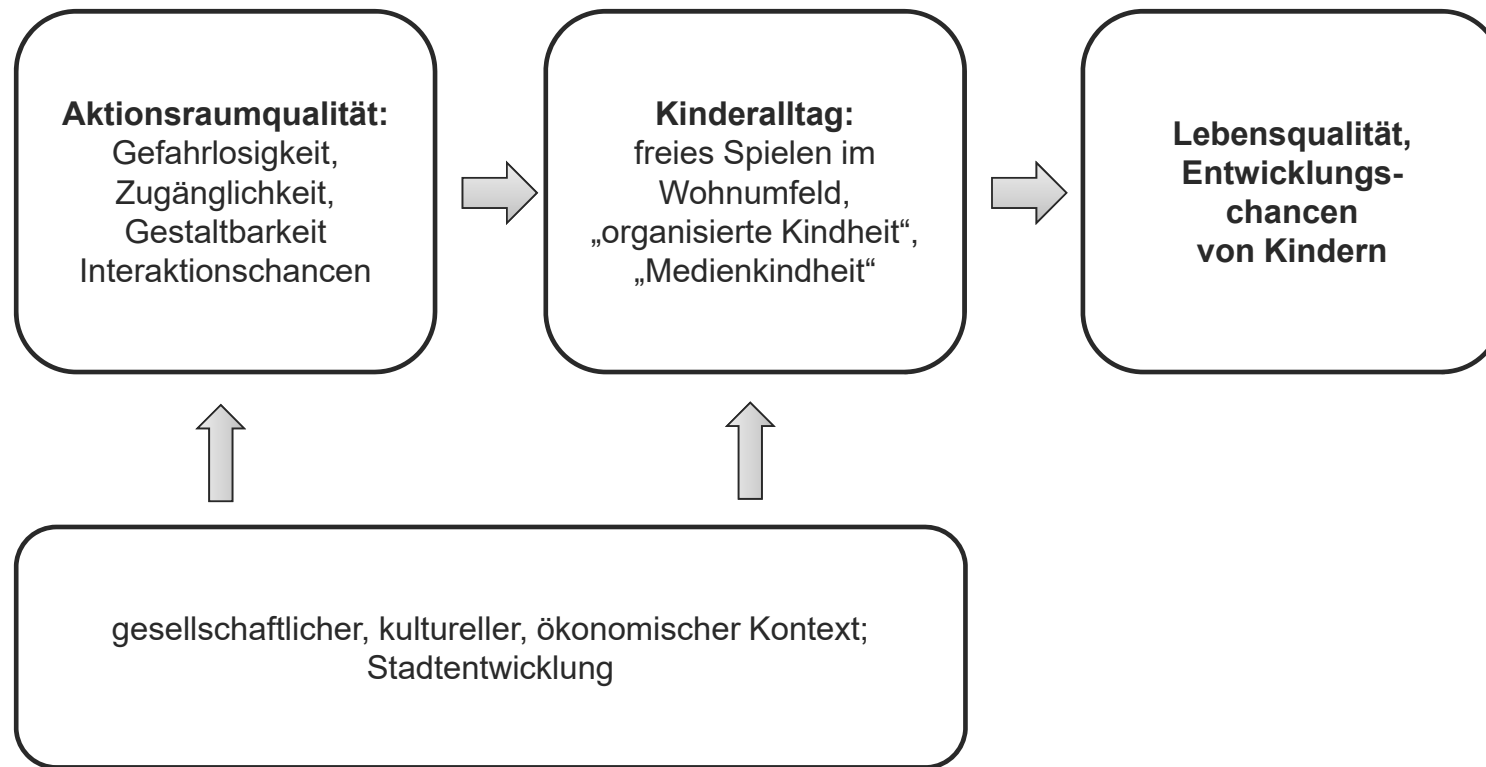 Aktionsraumqualität:
Gefahrlosigkeit,
Zugänglichkeit,
Gestaltbarkeit
Interaktionschancen
Kinderalltag:
freies Spielen im
Wohnumfeld,
„organisierte Kindheit“,
„Medienkindheit“
Lebensqualität,
Entwicklungs-
chancen
von Kindern
gesellschaftlicher, kultureller, ökonomischer Kontext;
Stadtentwicklung